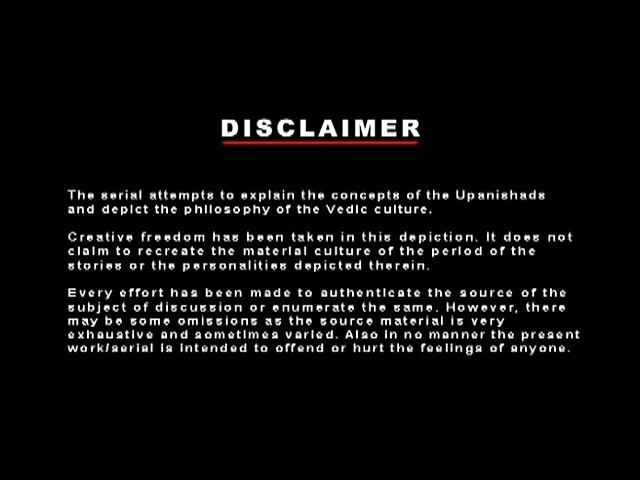 DISCLAIMER
The serial attempts to explain the concepts of the Upanishads
and depict the philosophy of the Vedic culture.
Creative freedom has been taken in this depiction. It does not
claim to recreate the material culture of the period of the
stories or the personalities depicted therein.
Every effort has been made to authenticate the source of the
subject of discussion or enumerate the same. However, there
may be some omissions as the source material is very
exhaustive and sometimes varied. Also in no manner the present
work/serial is intended to offend or hurt the feelings of anyone.